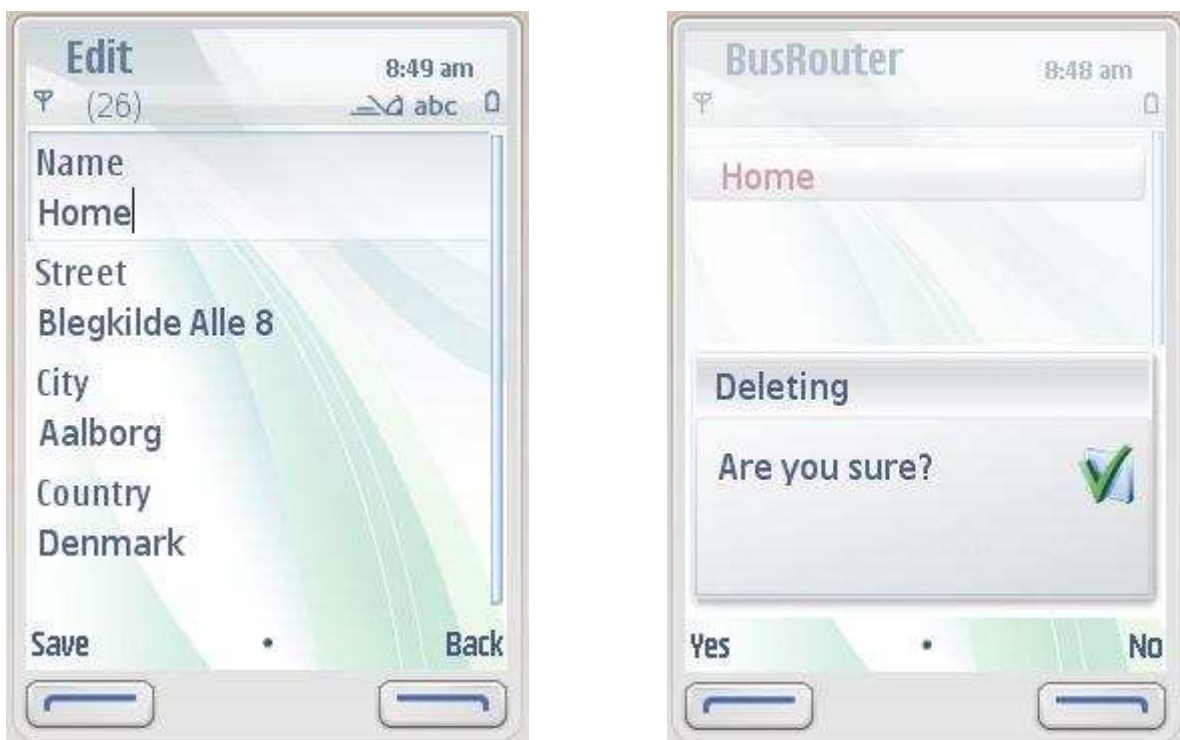 Edit
8:49 am
(26)
abc
Name
Home
Street
Blegkilde Alle 8
City
Aalborg
Country
Denmark
Save
Back
BusRouter
8:48 am
Home
Deleting
Are you sure?
Yes
No